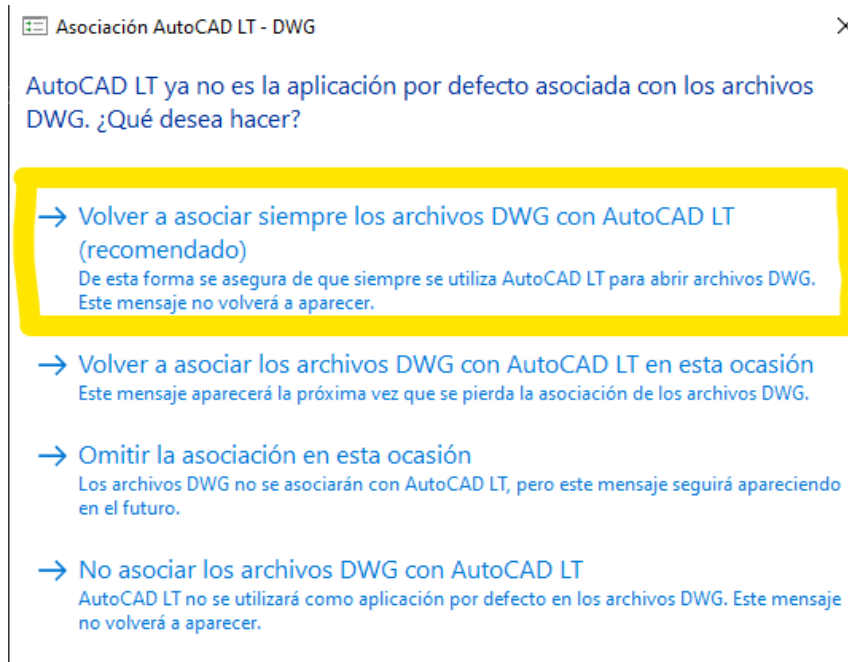 Asociación AutoCAD LT - DWG
AutoCAD LT ya no es la aplicación por defecto asociada con los archivos
DWG. ¿Qué desea hacer?
Volver a asociar siempre los archivos DWG con AutoCAD LT
(recomendado)
De esta forma se asegura de que siempre se utiliza AutoCAD LT para abrir archivos DWG.
Este mensaje no volverá a aparecer.
Volver a asociar los archivos DWG con AutoCAD LT en esta ocasión
Este mensaje aparecerá la próxima vez que se pierda la asociación de los archivos DWG.
Omitir la asociación en esta ocasión
Los archivos DWG no se asociarán con AutoCAD LT, pero este mensaje seguirá apareciendo
en el futuro.
No asociar los archivos DWG con AutoCAD LT
AutoCAD LT no se utilizará como aplicación por defecto en los archivos DWG. Este mensaje
no volverá a aparecer.